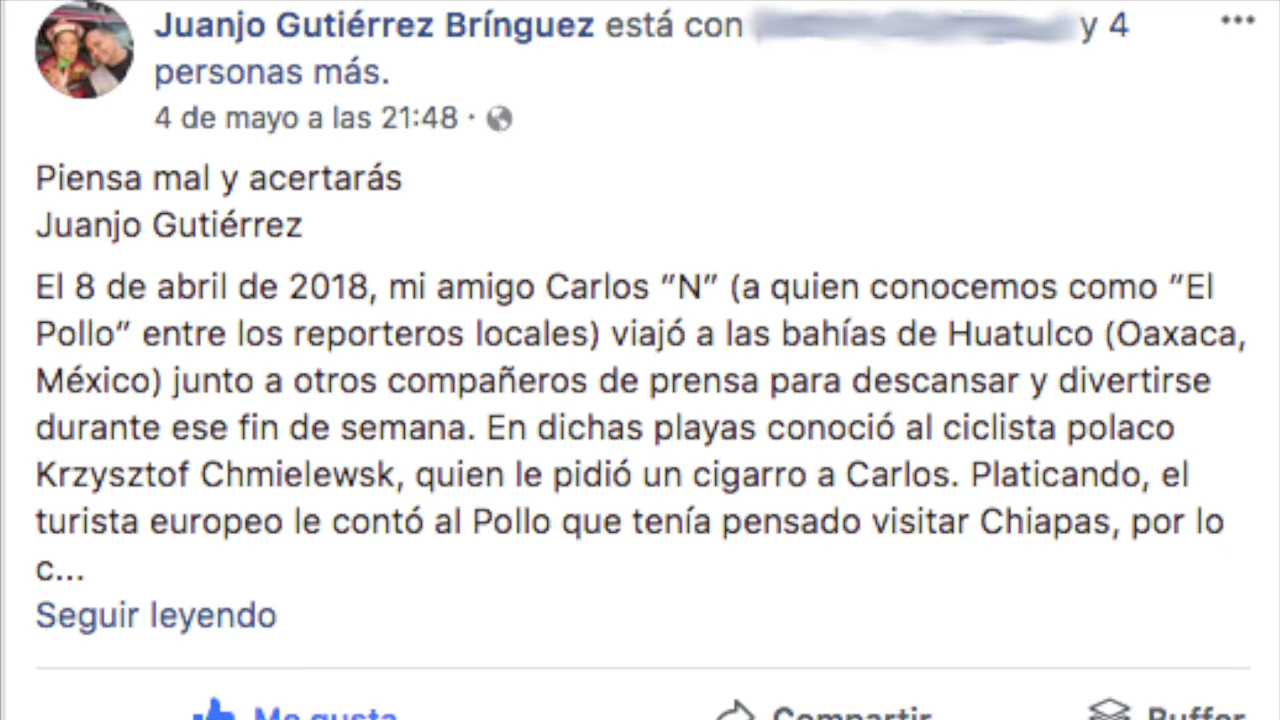 Juanjo Gutiérrez Brínguez está con y 4
personas más.
4 de mayo a las 21:48 ·
Piensa mal y acertarás
Juanjo Gutiérrez
El 8 de abril de 2018, mi amigo Carlos “N” (a quien conocemos como “El
Pollo” entre los reporteros locales) viajó a las bahías de Huatulco (Oaxaca,
México) junto a otros compañeros de prensa para descansar y divertirse
durante ese fin de semana. En dichas playas conoció al ciclista polaco
Krzysztof Chmielewsk, quien le pidió un cigarro a Carlos. Platicando, el
turista europeo le contó al Pollo que tenía pensado visitar Chiapas, por lo
c...
Seguir leyendo
Me gusta Compartir Buffer